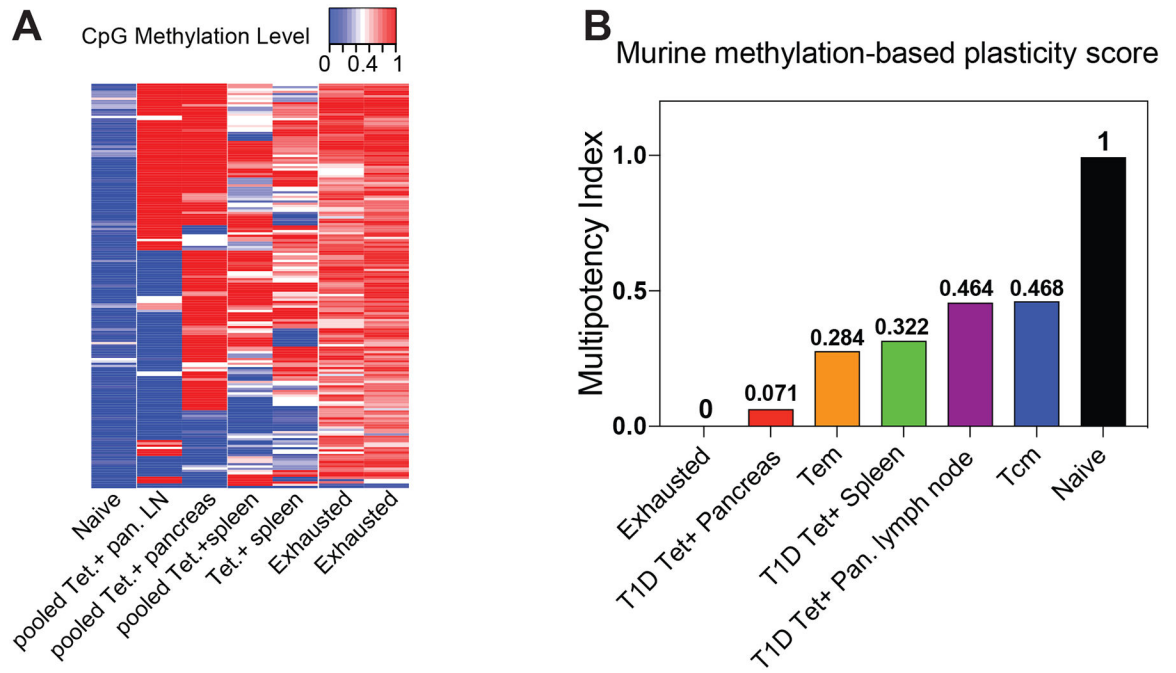 A
CpG Methylation Level
0 0.4 1
Naive
pooled Tet.+ pan. LN
pooled Tet.+ pancreas
pooled Tet.+spleen
Tet.+ spleen
Exhausted
Exhausted
B
Murine methylation-based plasticity score
Multipotency Index
1.0
0.5
0.0
0
0.071
0.284
0.322
0.464
0.468
1
Exhausted
T1D Tet+ Pancreas
Tem
T1D Tet+ Spleen
T1D Tet+ Pan. lymph node
Tcm
Naive